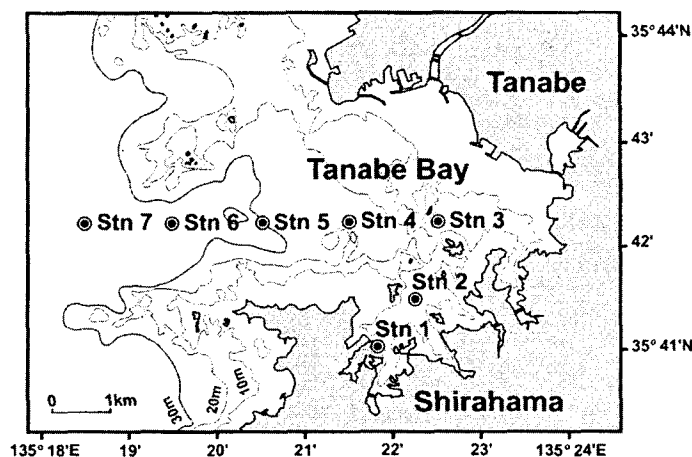 35°44'N
Tanabe
43'
Tanabe Bay
Stn 7 Stn 6 Stn 5 Stn 4 Stn 3
42'
Stn 2
Stn 1
35°41'N
Shirahama
0 1km
30m 20m 10m
135°18'E 19' 20' 21' 22' 23' 135°24'E